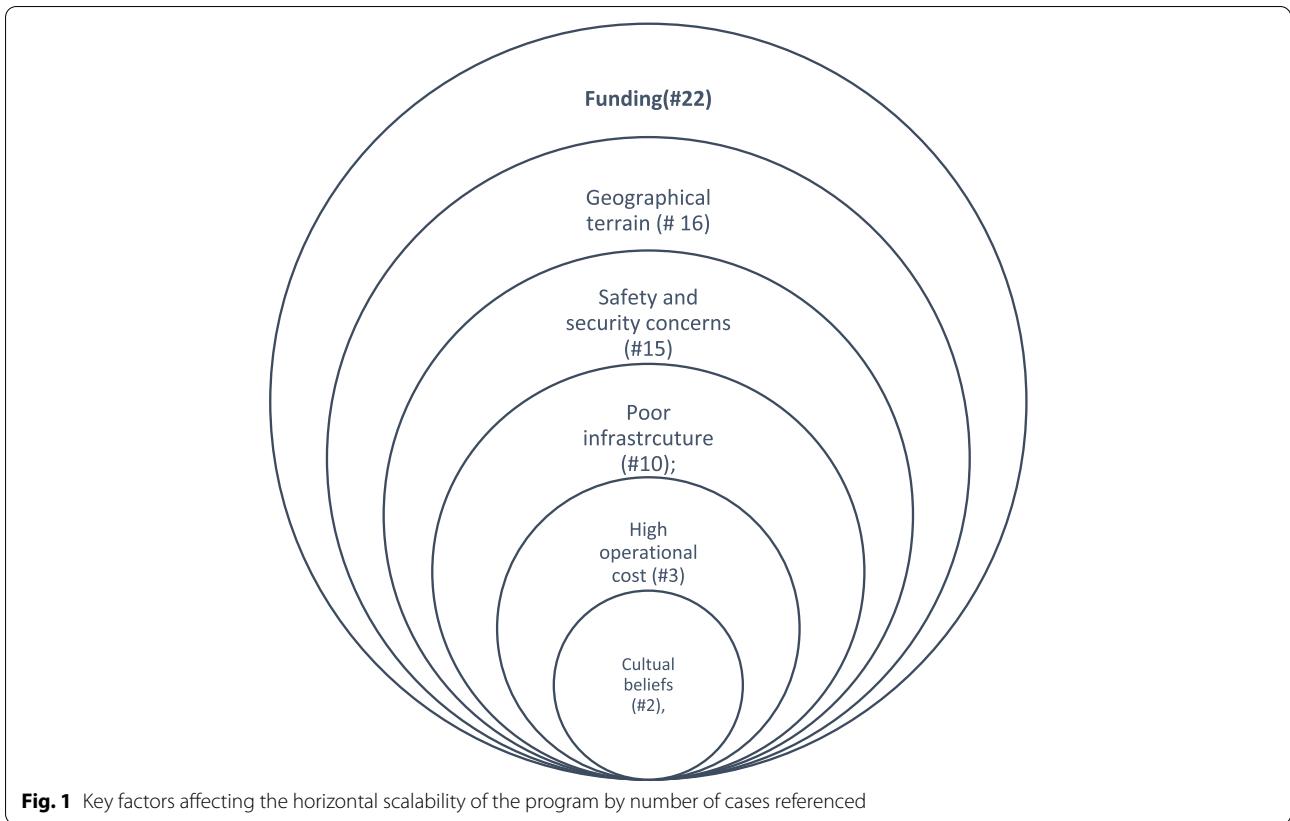 Funding(#22)
Geographical
terrain (# 16)
Safety and
security concerns
(#15)
Poor
infrastrcuture
(#10);
High
operational
cost (#3)
Cultual
beliefs
(#2),
Fig. 1 Key factors affecting the horizontal scalability of the program by number of cases referenced